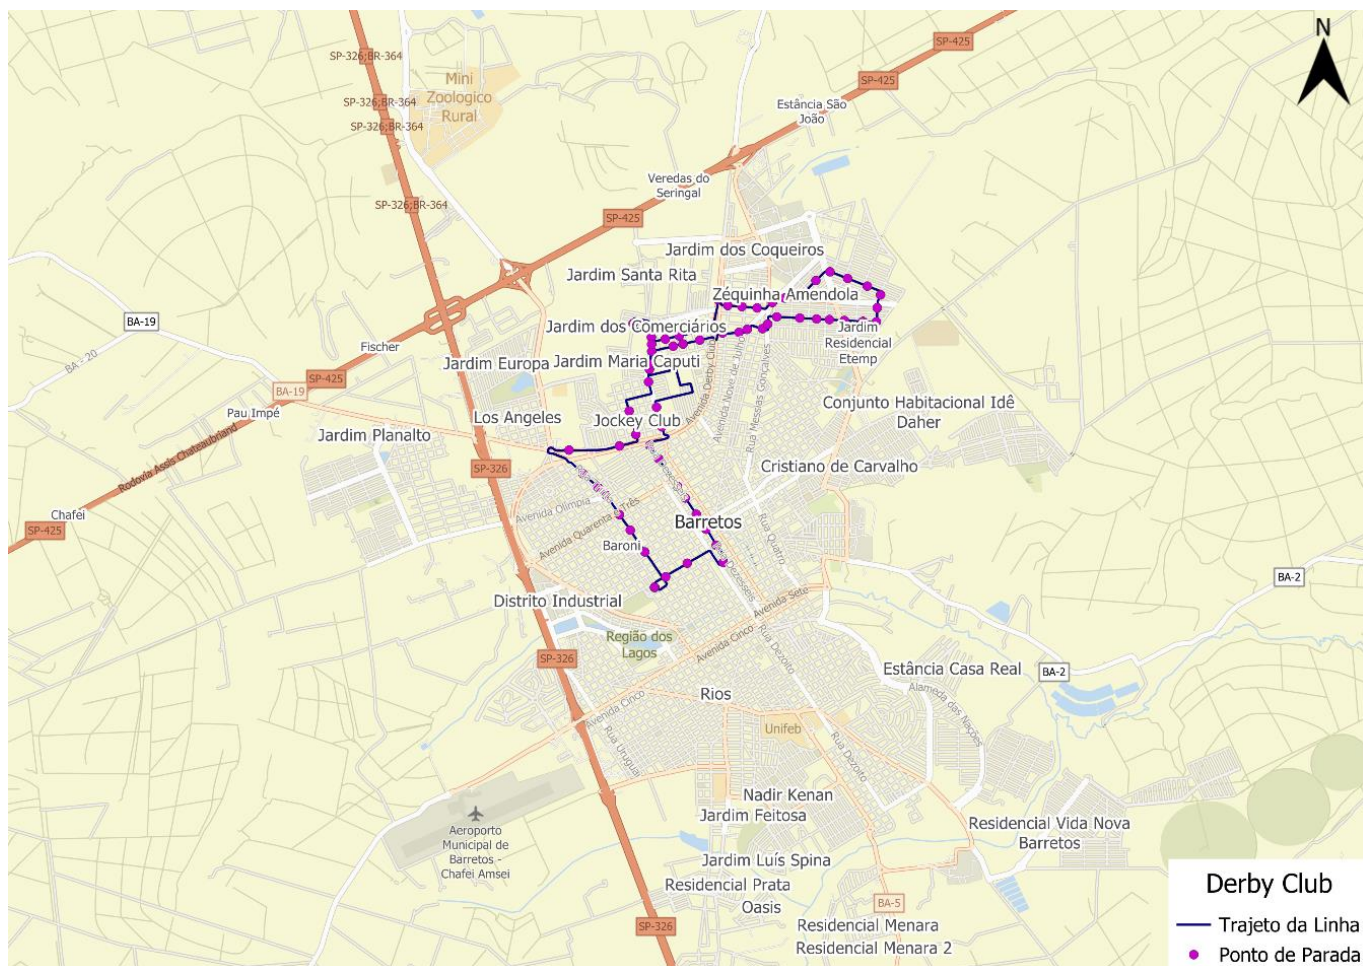 N
SP-425
SP-326;BR-364
Mini
Zoologico
Rural
SP-425
SP-326;BR-364
Estância São
João
SP-326;BR-364
Veredas do
Seringal
SP-326;BR-364
SP-425
Jardim dos Coqueiros
Jardim Santa Rita
Zéquinha Amendola
BA-19
Jardim dos Comerciários
Jardim
Residencial
Etemp
Fischer
BA - 20
Jardim Europa
Jardim Maria Caputi
SP-425
BA-19
Avenida Derby Club
Avenida Nove de Julho
Rua Messias Gonçalves
Conjunto Habitacional Idê
Daher
Pau Impé
Los Angeles
Jockey Club
Jardim Planalto
Rodovia Assis Chateaubriand
SP-326
Cristiano de Carvalho
Chafei
SP-425
Avenida Olímpia
Avenida Quarenta e Três
Barretos
Rua Quatro
Baroni
Dezesseis
BA-2
Distrito Industrial
Avenida Sete
Região dos
Lagos
Avenida Cinco
Rua Dezoito
SP-326
Estância Casa Real
BA-2
Rios
Alameda das Nações
Avenida Cinco
Unifeb
Rua Uruguai
Rua Dezoito
Nadir Kenan
Jardim Feitosa
Residencial Vida Nova
Barretos
Aeroporto
Municipal de
Barretos -
Chafei Amsei
Jardim Luís Spina
Residencial Prata
Oasis
BA-5
SP-326
Residencial Menara
Residencial Menara 2
Derby Club
Trajeto da Linha
Ponto de Parada